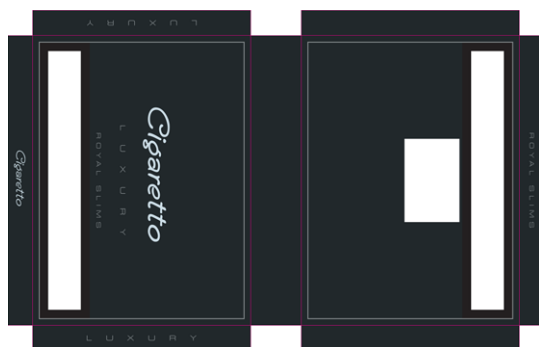 LUXURY
Cigaretto
ROYAL SLIMS
LUXURY
Cigaretto
LUXURY
ROYAL SLIMS